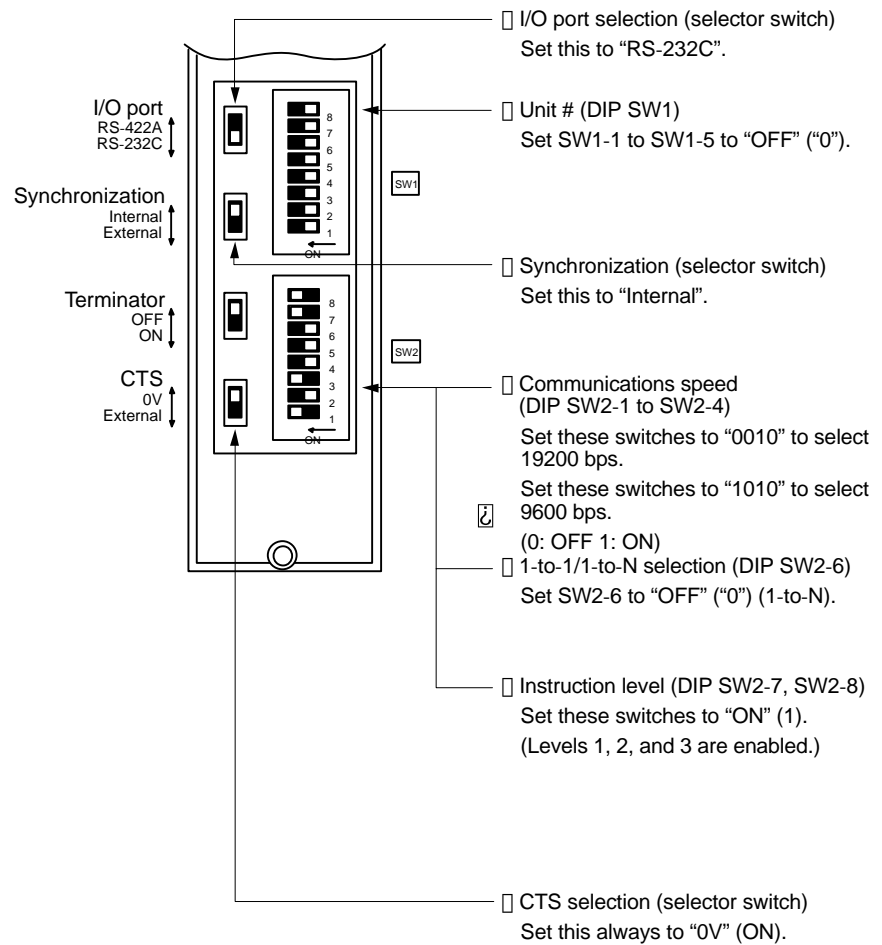 I/O port selection (selector switch)
Set this to “RS-232C”.
I/O port
RS-422A
RS-232C
8
7
6
5
4
3
2
1
ON
SW1
Unit # (DIP SW1)
Set SW1-1 to SW1-5 to “OFF” (“0”).
Synchronization
Internal
External
Synchronization (selector switch)
Set this to “Internal”.
Terminator
OFF
ON
8
7
6
5
4
3
2
1
ON
SW2
CTS
0V
External
Communications speed
(DIP SW2-1 to SW2-4)
Set these switches to “0010” to select
19200 bps.
Set these switches to “1010” to select
¿ 9600 bps.
(0: OFF 1: ON)
1-to-1/1-to-N selection (DIP SW2-6)
Set SW2-6 to “OFF” (“0”) (1-to-N).
Instruction level (DIP SW2-7, SW2-8)
Set these switches to “ON” (1).
(Levels 1, 2, and 3 are enabled.)
CTS selection (selector switch)
Set this always to “0V” (ON).